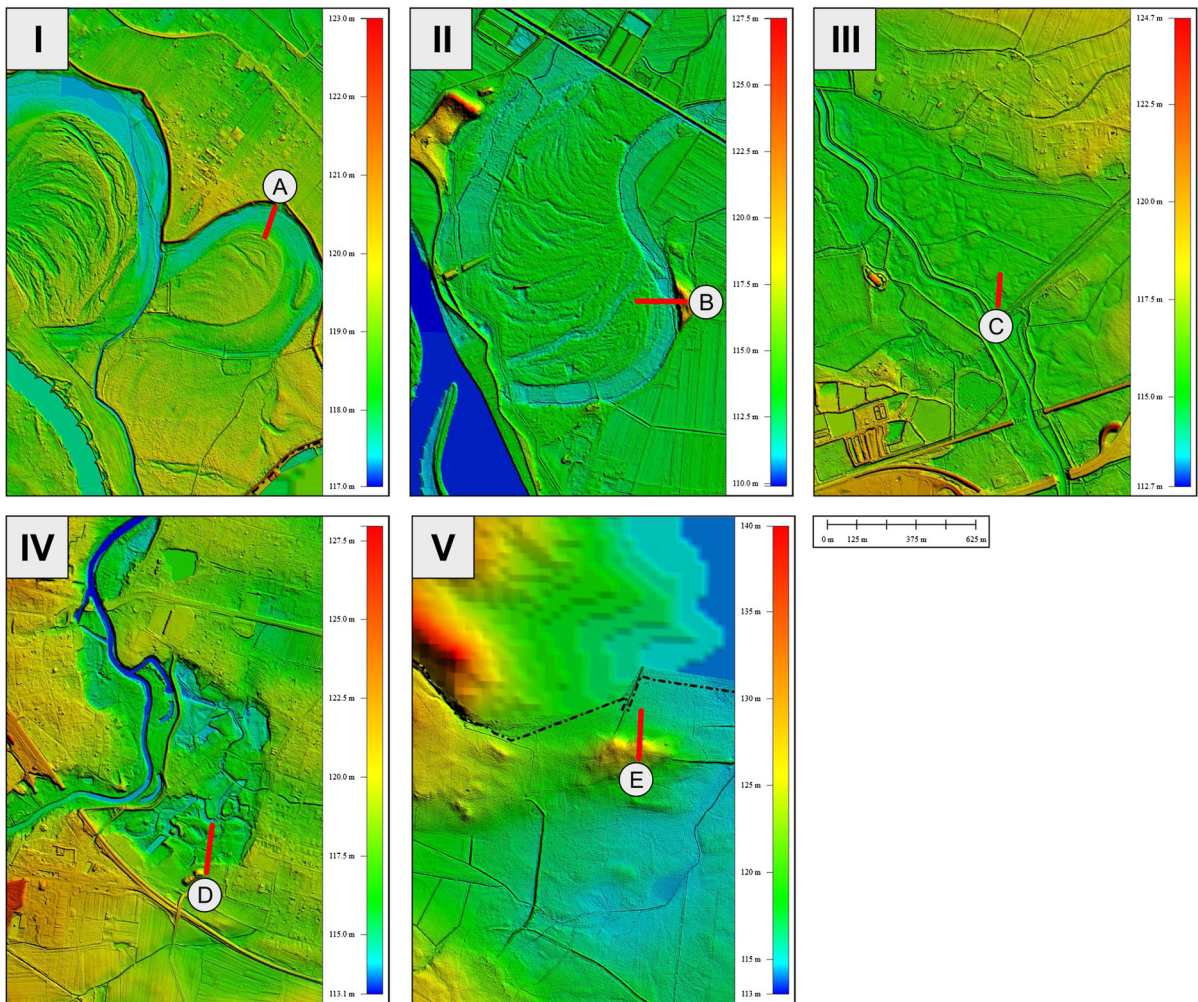 I
A
123.0 m
122.0 m
121.0 m
120.0 m
119.0 m
118.0 m
117.0 m
II
B
127.5 m
125.0 m
122.5 m
120.0 m
117.5 m
115.0 m
112.5 m
110.0 m
III
C
124.7 m
122.5 m
120.0 m
117.5 m
115.0 m
112.7 m
IV
D
127.5 m
125.0 m
122.5 m
120.0 m
117.5 m
115.0 m
113.1 m
V
E
140 m
135 m
130 m
125 m
120 m
115 m
113 m
0 m 125 m 375 m 625 m